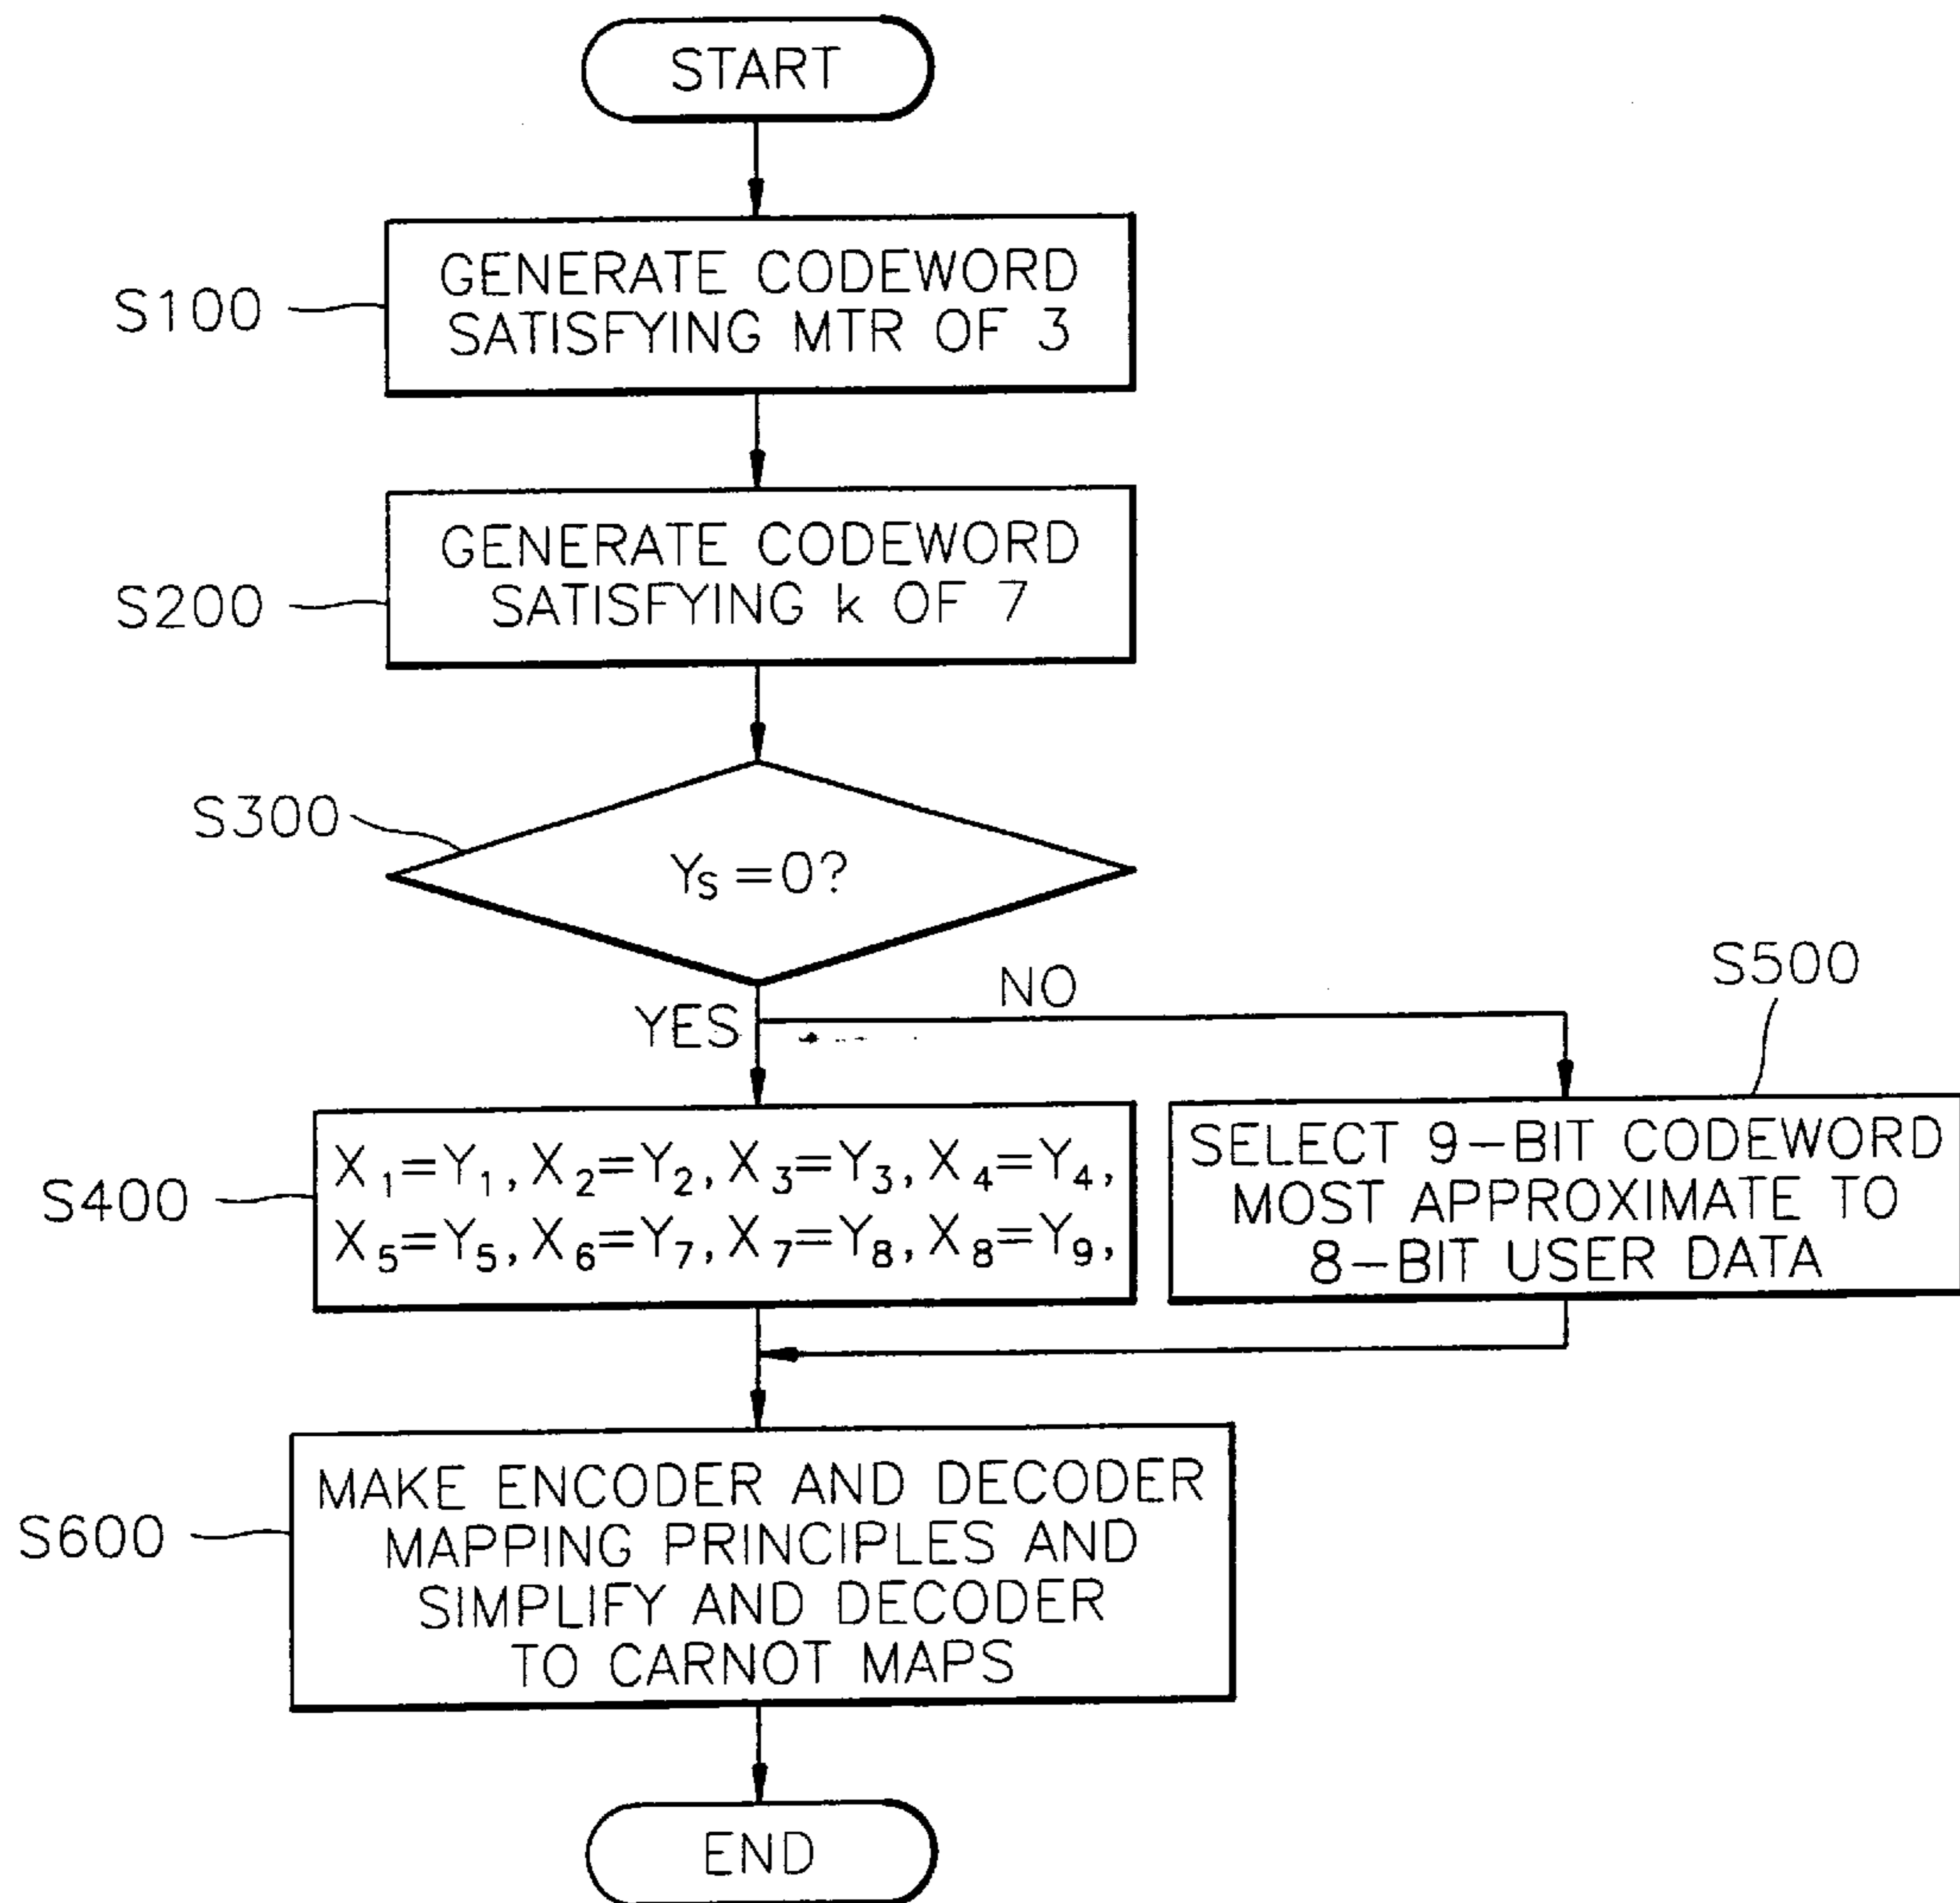 START
S100
GENERATE CODEWORD
SATISFYING MTR OF 3
S200
GENERATE CODEWORD
SATISFYING k OF 7
S300
Yₛ=0?
YES
NO
S400
X₁=Y₁, X₂=Y₂, X₃=Y₃, X₄=Y₄,
X₅=Y₅, X₆=Y₇, X₇=Y₈, X₈=Y₉,
S500
SELECT 9-BIT CODEWORD
MOST APPROXIMATE TO
8-BIT USER DATA
S600
MAKE ENCODER AND DECODER
MAPPING PRINCIPLES AND
SIMPLIFY AND DECODER
TO CARNOT MAPS
END